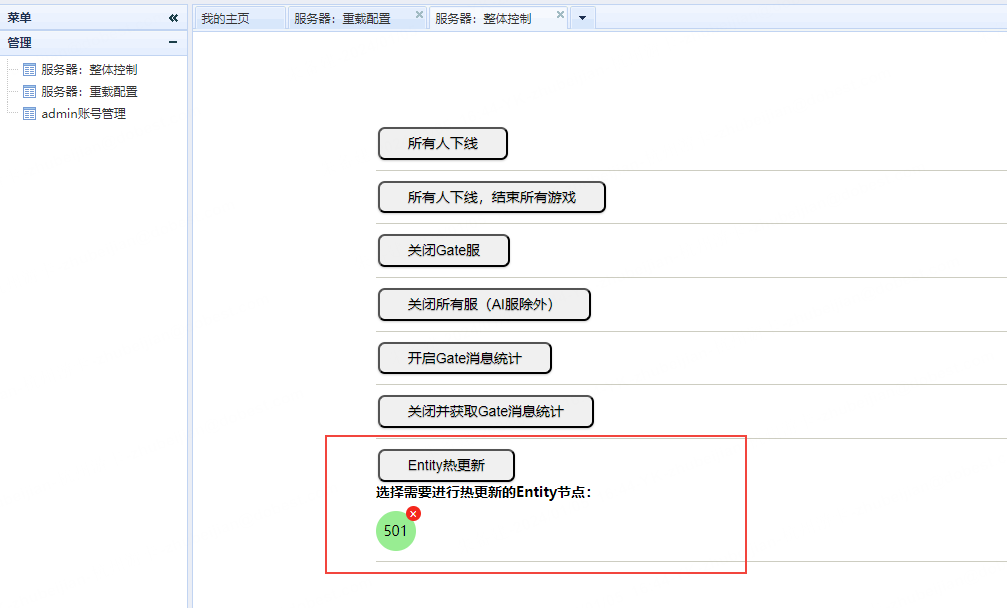 菜单
管理
服务器：整体控制
服务器：重载配置
admin账号管理
我的主页
服务器：重载配置
服务器：整体控制
所有人下线
所有人下线，结束所有游戏
关闭Gate服
关闭所有服（AI服除外）
开启Gate消息统计
关闭并获取Gate消息统计
Entity热更新
选择需要进行热更新的Entity节点：
501